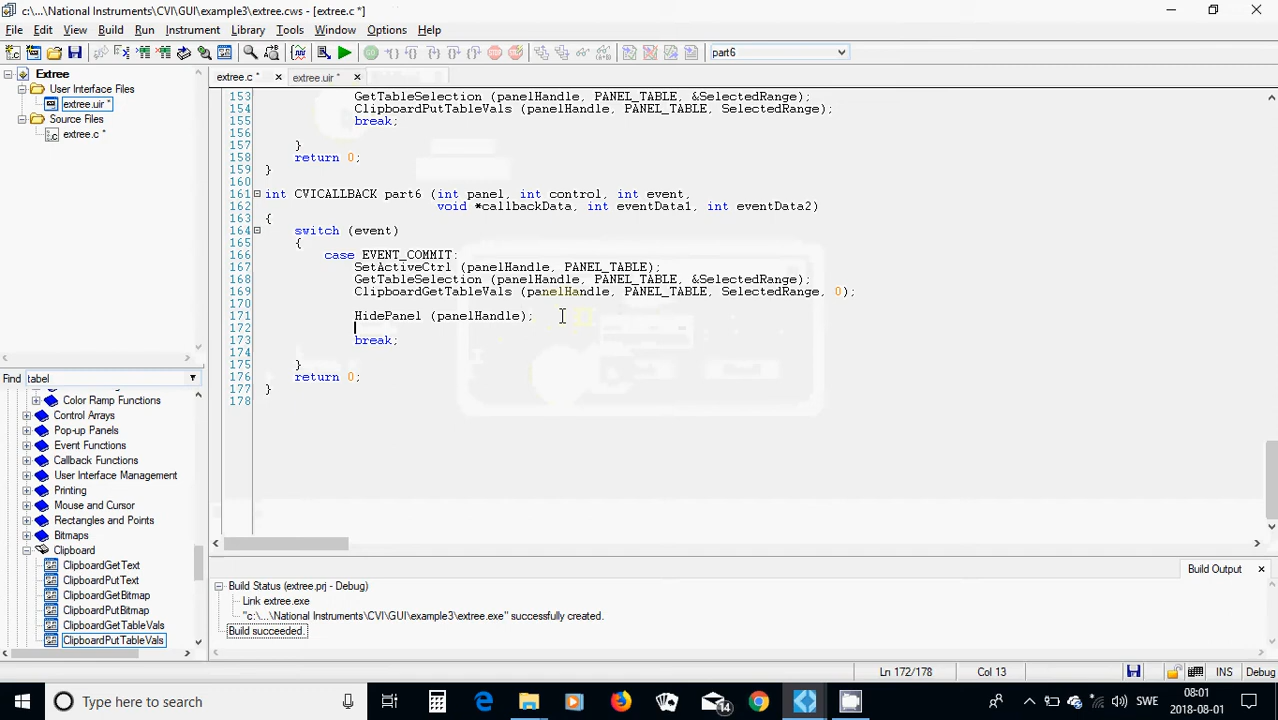 c:\...\National Instruments\CVI\GUI\example3\extree.cws - [extree.c *]
File Edit View Build Run Instrument Library Tools Window Options Help
part6
Extree
User Interface Files
extree.uir *
Source Files
extree.c *
extree.c * extree.uir *
153 GetTableSelection (panelHandle, PANEL_TABLE, &SelectedRange);
154 ClipboardPutTableVals (panelHandle, PANEL_TABLE, SelectedRange);
155 break;
156
157 }
158 return 0;
159 }
160
161 int CVICALLBACK part6 (int panel, int control, int event,
162 void *callbackData, int eventData1, int eventData2)
163 {
164 switch (event)
165 {
166 case EVENT_COMMIT:
167 SetActiveCtrl (panelHandle, PANEL_TABLE);
168 GetTableSelection (panelHandle, PANEL_TABLE, &SelectedRange);
169 ClipboardGetTableVals (panelHandle, PANEL_TABLE, SelectedRange, 0);
170
171 HidePanel (panelHandle);
172
173 break;
174
175 }
176 return 0;
177 }
178
Find tabel
Color Ramp Functions
Control Arrays
Pop-up Panels
Event Functions
Callback Functions
User Interface Management
Printing
Mouse and Cursor
Rectangles and Points
Bitmaps
Clipboard
ClipboardGetText
ClipboardPutText
ClipboardGetBitmap
ClipboardPutBitmap
ClipboardGetTableVals
ClipboardPutTableVals
Build Output
Build Status (extree.prj - Debug)
Link extree.exe
"c:\...\National Instruments\CVI\GUI\example3\extree.exe" successfully created.
Build succeeded.
Ln 172/178 Col 13 INS Debug
Type here to search
14
SWE
08:01
2018-08-01